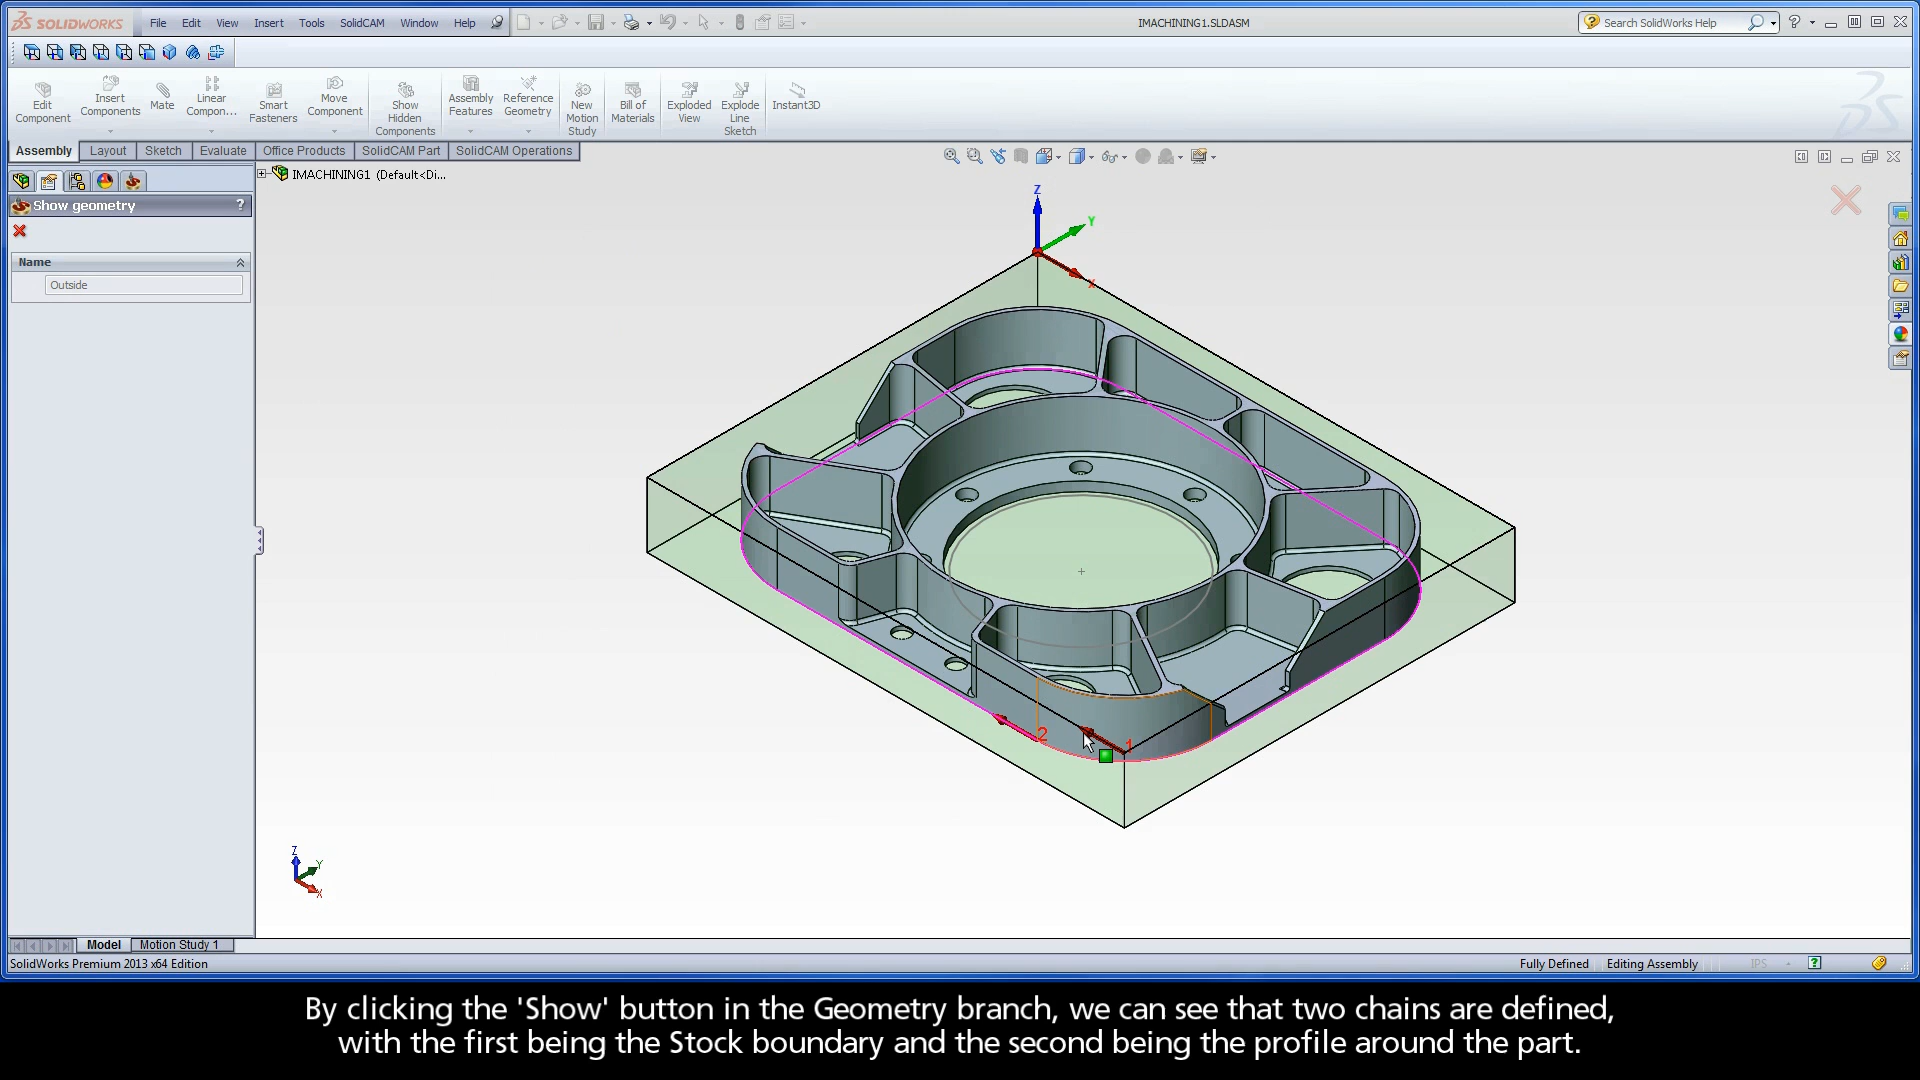 SOLIDWORKS File Edit View Insert Tools SolidCAM Window Help IMACHINING1.SLDASM Search SolidWorks Help
Edit Component
Insert Components
Mate
Linear Compon...
Smart Fasteners
Move Component
Show Hidden Components
Assembly Features
Reference Geometry
New Motion Study
Bill of Materials
Exploded View
Explode Line Sketch
Instant3D
Assembly Layout Sketch Evaluate Office Products SolidCAM Part SolidCAM Operations
IMACHINING1 (Default<Di...
Show geometry ?
Name
Outside
Z
Y
X
2
1
Z
Y
X
Model Motion Study 1
SolidWorks Premium 2013 x64 Edition Fully Defined Editing Assembly IPS
By clicking the 'Show' button in the Geometry branch, we can see that two chains are defined,
with the first being the Stock boundary and the second being the profile around the part.